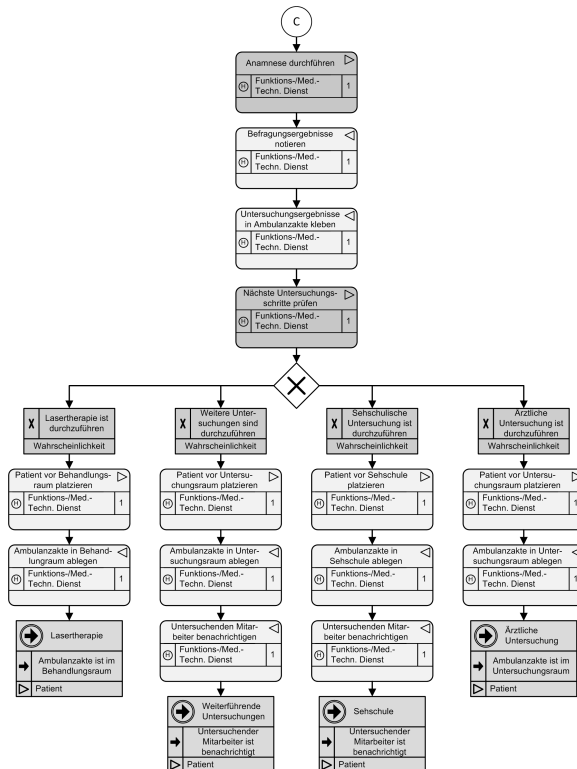 C
Anamnese durchführen
H
Funktions-/Med.-
Techn. Dienst
1
Befragungsergebnisse
notieren
H
Funktions-/Med.-
Techn. Dienst
1
Untersuchungsergebnisse
in Ambulanzakte kleben
H
Funktions-/Med.-
Techn. Dienst
1
Nächste Untersuchungs-
schritte prüfen
H
Funktions-/Med.-
Techn. Dienst
1
X
Lasertherapie ist
durchzuführen
Wahrscheinlichkeit
X
Weitere Unter-
suchungen sind
durchzuführen
Wahrscheinlichkeit
X
Sehschulische
Untersuchung ist
durchzuführen
Wahrscheinlichkeit
X
Ärztliche
Untersuchung ist
durchzuführen
Wahrscheinlichkeit
Patient vor Behandlungs-
raum platzieren
H
Funktions-/Med.-
Techn. Dienst
1
Patient vor Untersu-
chungsraum platzieren
H
Funktions-/Med.-
Techn. Dienst
1
Patient vor Sehschule
platzieren
H
Funktions-/Med.-
Techn. Dienst
1
Patient vor Untersu-
chungsraum platzieren
H
Funktions-/Med.-
Techn. Dienst
1
Ambulanzakte in Behand-
lungraum ablegen
H
Funktions-/Med.-
Techn. Dienst
1
Ambulanzakte in Unter-
suchungsraum ablegen
H
Funktions-/Med.-
Techn. Dienst
1
Ambulanzakte in
Sehschule ablegen
H
Funktions-/Med.-
Techn. Dienst
1
Ambulanzakte in Unter-
suchungsraum ablegen
H
Funktions-/Med.-
Techn. Dienst
1
Lasertherapie
Ambulanzakte ist im
Behandlungsraum
Patient
Untersuchenden Mitar-
beiter benachrichtigen
H
Funktions-/Med.-
Techn. Dienst
1
Untersuchenden Mitar-
beiter benachrichtigen
H
Funktions-/Med.-
Techn. Dienst
1
Ärztliche
Untersuchung
Ambulanzakte ist im
Untersuchungsraum
Patient
Weiterführende
Untersuchungen
Untersuchender
Mitarbeiter ist
benachrichtigt
Patient
Sehschule
Untersuchender
Mitarbeiter ist
benachrichtigt
Patient